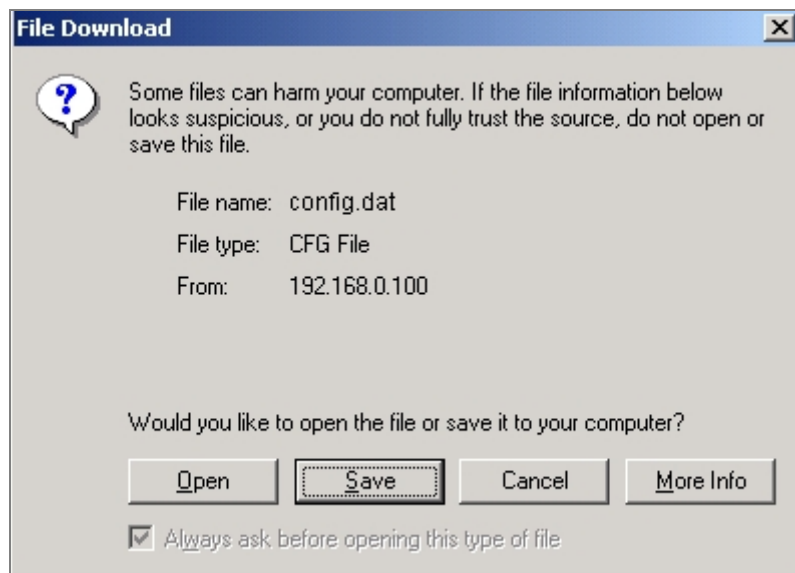 File Download
Some files can harm your computer. If the file information below
looks suspicious, or you do not fully trust the source, do not open or
save this file.
File name: config.dat
File type: CFG File
From: 192.168.0.100
Would you like to open the file or save it to your computer?
Open Save Cancel More Info
Always ask before opening this type of file